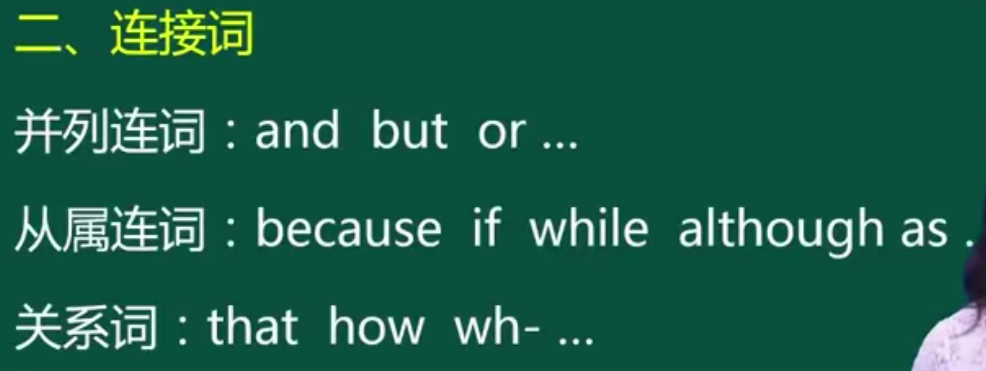 二、连接词
并列连词：and but or ...
从属连词：because if while although as .
关系词：that how wh- ...